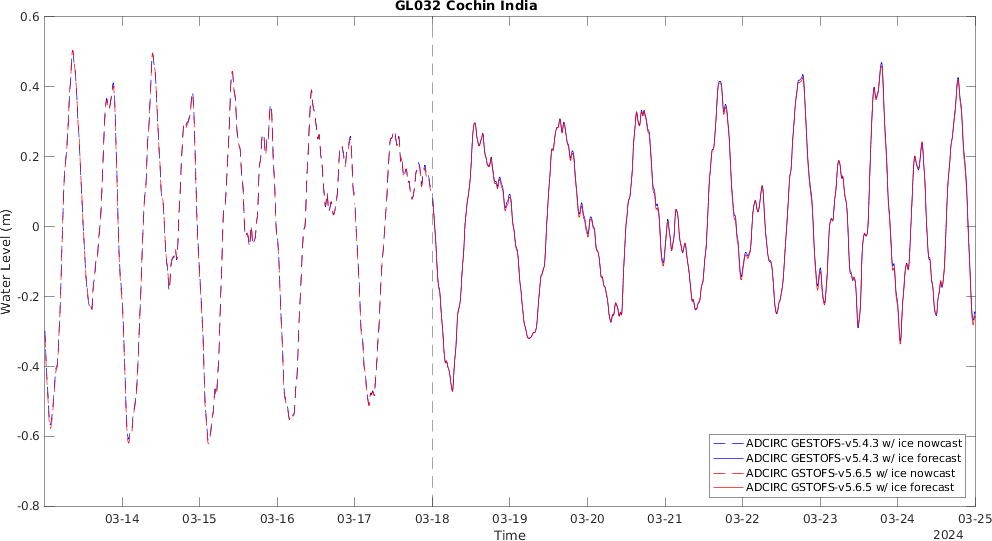 GL032 Cochin India
0.6
0.4
0.2
0
-0.2
-0.4
-0.6
-0.8
Water Level (m)
ADCIRC GESTOFS-v5.4.3 w/ ice nowcast
ADCIRC GESTOFS-v5.4.3 w/ ice forecast
ADCIRC GSTOFS-v5.6.5 w/ ice nowcast
ADCIRC GSTOFS-v5.6.5 w/ ice forecast
03-14 03-15 03-16 03-17 03-18 03-19 03-20 03-21 03-22 03-23 03-24 03-25
Time
2024